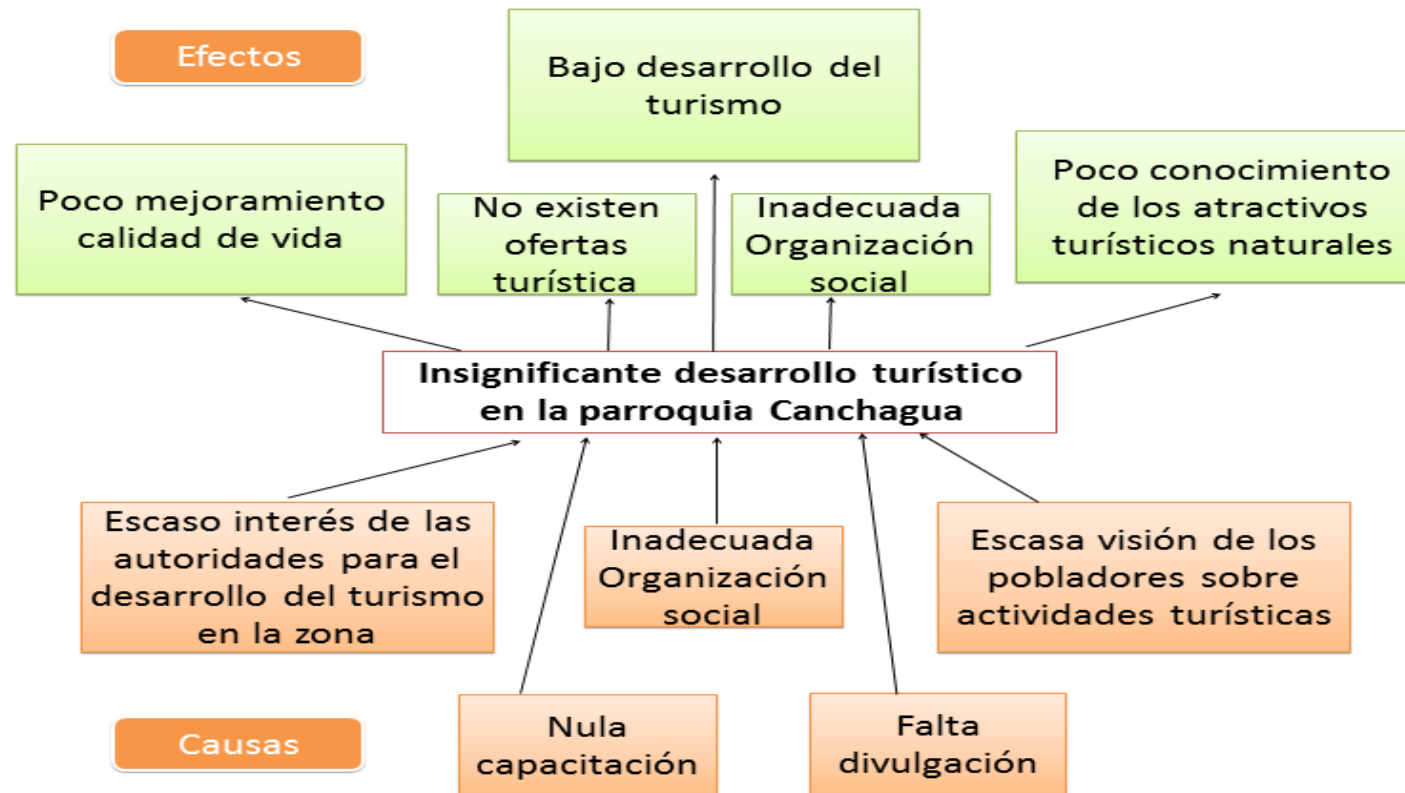 Efectos
Bajo desarrollo del
turismo
Poco mejoramiento
calidad de vida
No existen
ofertas
turística
Inadecuada
Organización
social
Poco conocimiento
de los atractivos
turísticos naturales
Insignificante desarrollo turístico
en la parroquia Canchagua
Escaso interés de las
autoridades para el
desarrollo del turismo
en la zona
Inadecuada
Organización
social
Escasa visión de los
pobladores sobre
actividades turísticas
Causas
Nula
capacitación
Falta
divulgación